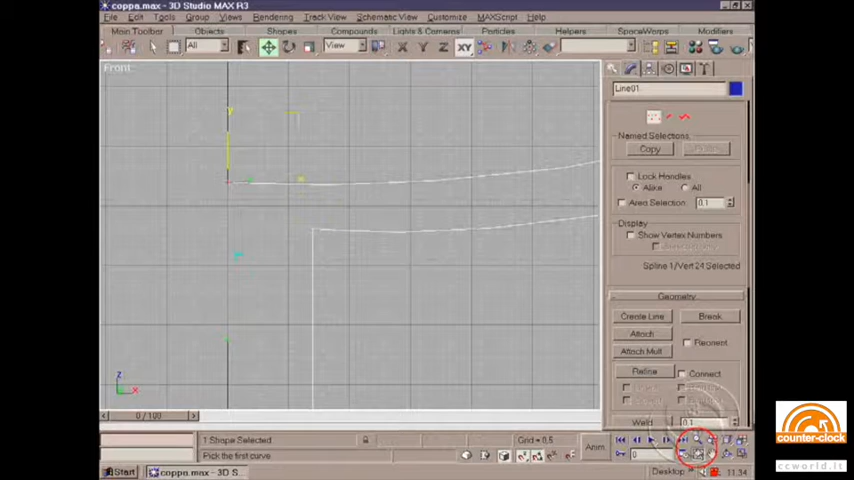 coppa.max - 3D Studio MAX R3
File Edit Tools Group Views Rendering Track View Schematic View Customize MAXScript Help
Main Toolbar Objects Shapes Compounds Lights & Cameras Particles Helpers SpaceWarps Modifiers
All View X Y Z XY
Front
Y
Line01
Named Selections:
Copy
Lock Handles
Alike All
Area Selection: 0,1
Display
Show Vertex Numbers
Spline 1/Vert 24 Selected
Geometry
Create Line Break
Attach Reorient
Attach Mult.
Refine Connect
Weld 0,1
Z
X
0 / 100
1 Shape Selected Grid = 0,5 Anim
Pick the first curve 0
Start coppa.max - 3D S... Desktop 11.34
counter-clock
ccworld.it